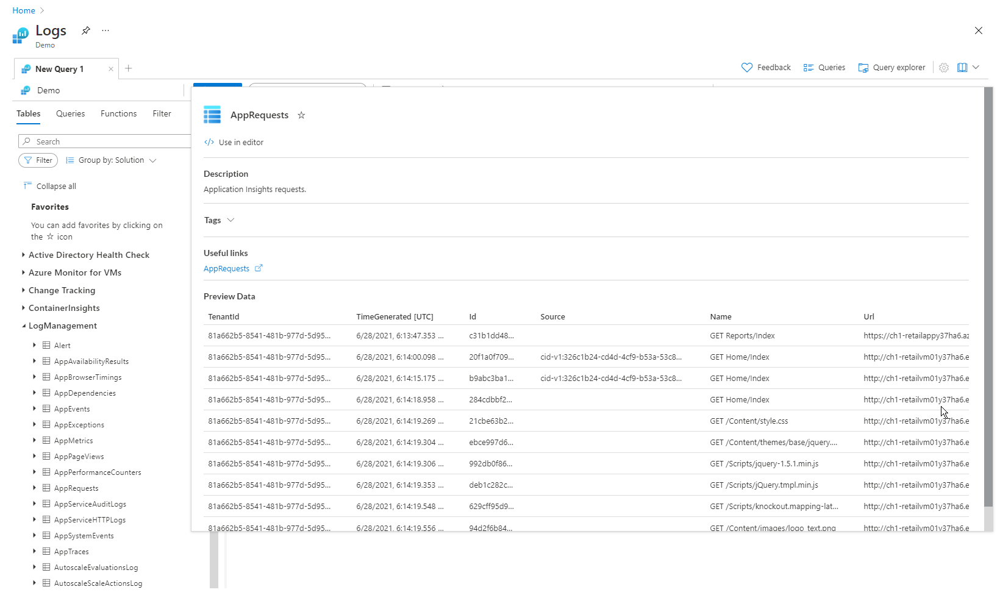 Home
Logs
Demo
New Query 1
Feedback
Queries
Query explorer
Demo
Tables Queries Functions Filter
Search
Filter
Group by: Solution
Collapse all
Favorites
You can add favorites by clicking on
the ☆ icon
Active Directory Health Check
Azure Monitor for VMs
Change Tracking
ContainerInsights
LogManagement
Alert
AppAvailabilityResults
AppBrowserTimings
AppDependencies
AppEvents
AppExceptions
AppMetrics
AppPageViews
AppPerformanceCounters
AppRequests
AppServiceAuditLogs
AppServiceHTTPLogs
AppSystemEvents
AppTraces
AutoscaleEvaluationsLog
AutoscaleScaleActionsLog
AppRequests
</> Use in editor
Description
Application Insights requests.
Tags
Useful links
AppRequests
Preview Data
TenantId TimeGenerated [UTC] Id Source Name Url
81a662b5-8541-481b-977d-5d95... 6/28/2021, 6:13:47.353 ... c31b1dd48... GET Reports/Index https://ch1-retailappy37ha6.az
81a662b5-8541-481b-977d-5d95... 6/28/2021, 6:14:00.098 ... 20f1a0f709... cid-v1:326c1b24-cd4d-4cf9-b53a-53c8... GET Home/Index http://ch1-retailvm01y37ha6.e
81a662b5-8541-481b-977d-5d95... 6/28/2021, 6:14:15.175 ... b9abc3ba1... cid-v1:326c1b24-cd4d-4cf9-b53a-53c8... GET Home/Index http://ch1-retailvm01y37ha6.e
81a662b5-8541-481b-977d-5d95... 6/28/2021, 6:14:18.958 ... 284cdbbf2... GET Home/Index http://ch1-retailvm01y37ha6.e
81a662b5-8541-481b-977d-5d95... 6/28/2021, 6:14:19.269 ... 21cbe63b2... GET /Content/style.css http://ch1-retailvm01y37ha6.e
81a662b5-8541-481b-977d-5d95... 6/28/2021, 6:14:19.304 ... ebce997d6... GET /Content/themes/base/jquery.... http://ch1-retailvm01y37ha6.e
81a662b5-8541-481b-977d-5d95... 6/28/2021, 6:14:19.306 ... 992db0f86... GET /Scripts/jquery-1.5.1.min.js http://ch1-retailvm01y37ha6.e
81a662b5-8541-481b-977d-5d95... 6/28/2021, 6:14:19.353 ... deb1c282c... GET /Scripts/jQuery.tmpl.min.js http://ch1-retailvm01y37ha6.e
81a662b5-8541-481b-977d-5d95... 6/28/2021, 6:14:19.548 ... 629cff95d9... GET /Scripts/knockout.mapping-lat... http://ch1-retailvm01y37ha6.e
81a662b5-8541-481b-977d-5d95... 6/28/2021, 6:14:19.556 ... 94d2f6b84... GET /Content/images/logo_text.png http://ch1-retailvm01y37ha6.e